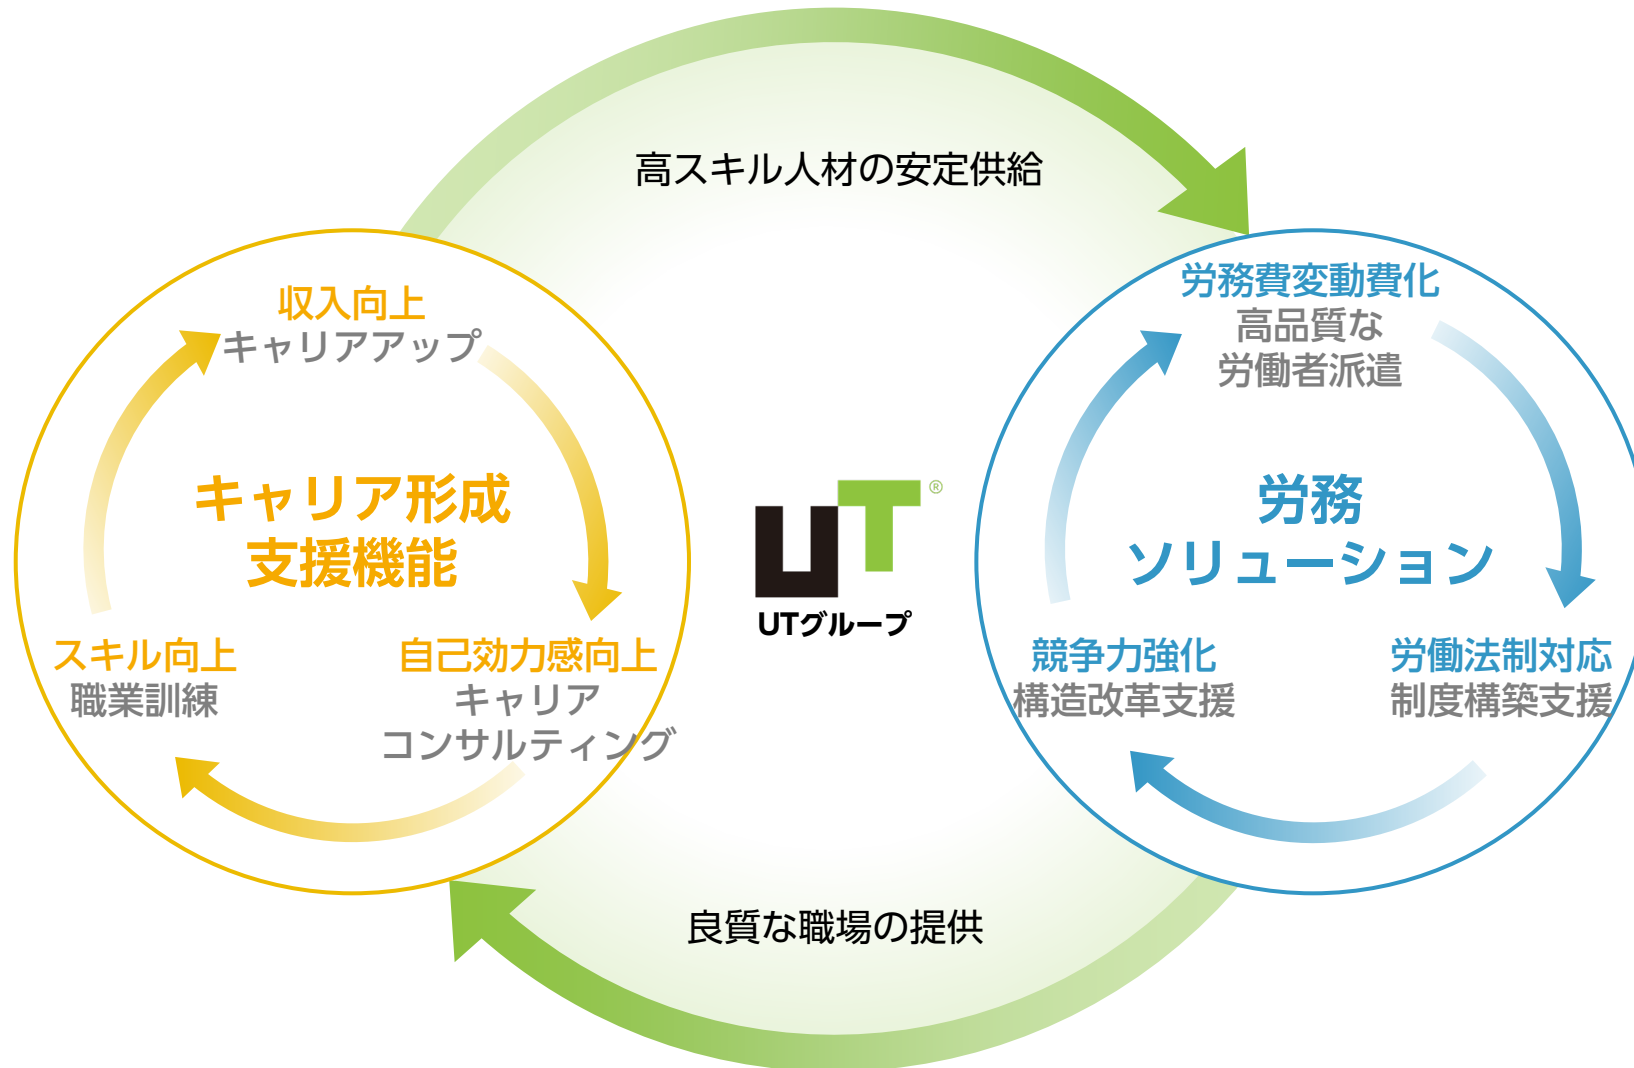 高スキル人材の安定供給
収入向上
キャリアアップ
キャリア形成
支援機能
スキル向上
職業訓練
自己効力感向上
キャリア
コンサルティング
UT®
UTグループ
労務費変動費化
高品質な
労働者派遣
労務
ソリューション
競争力強化
構造改革支援
労働法制対応
制度構築支援
良質な職場の提供